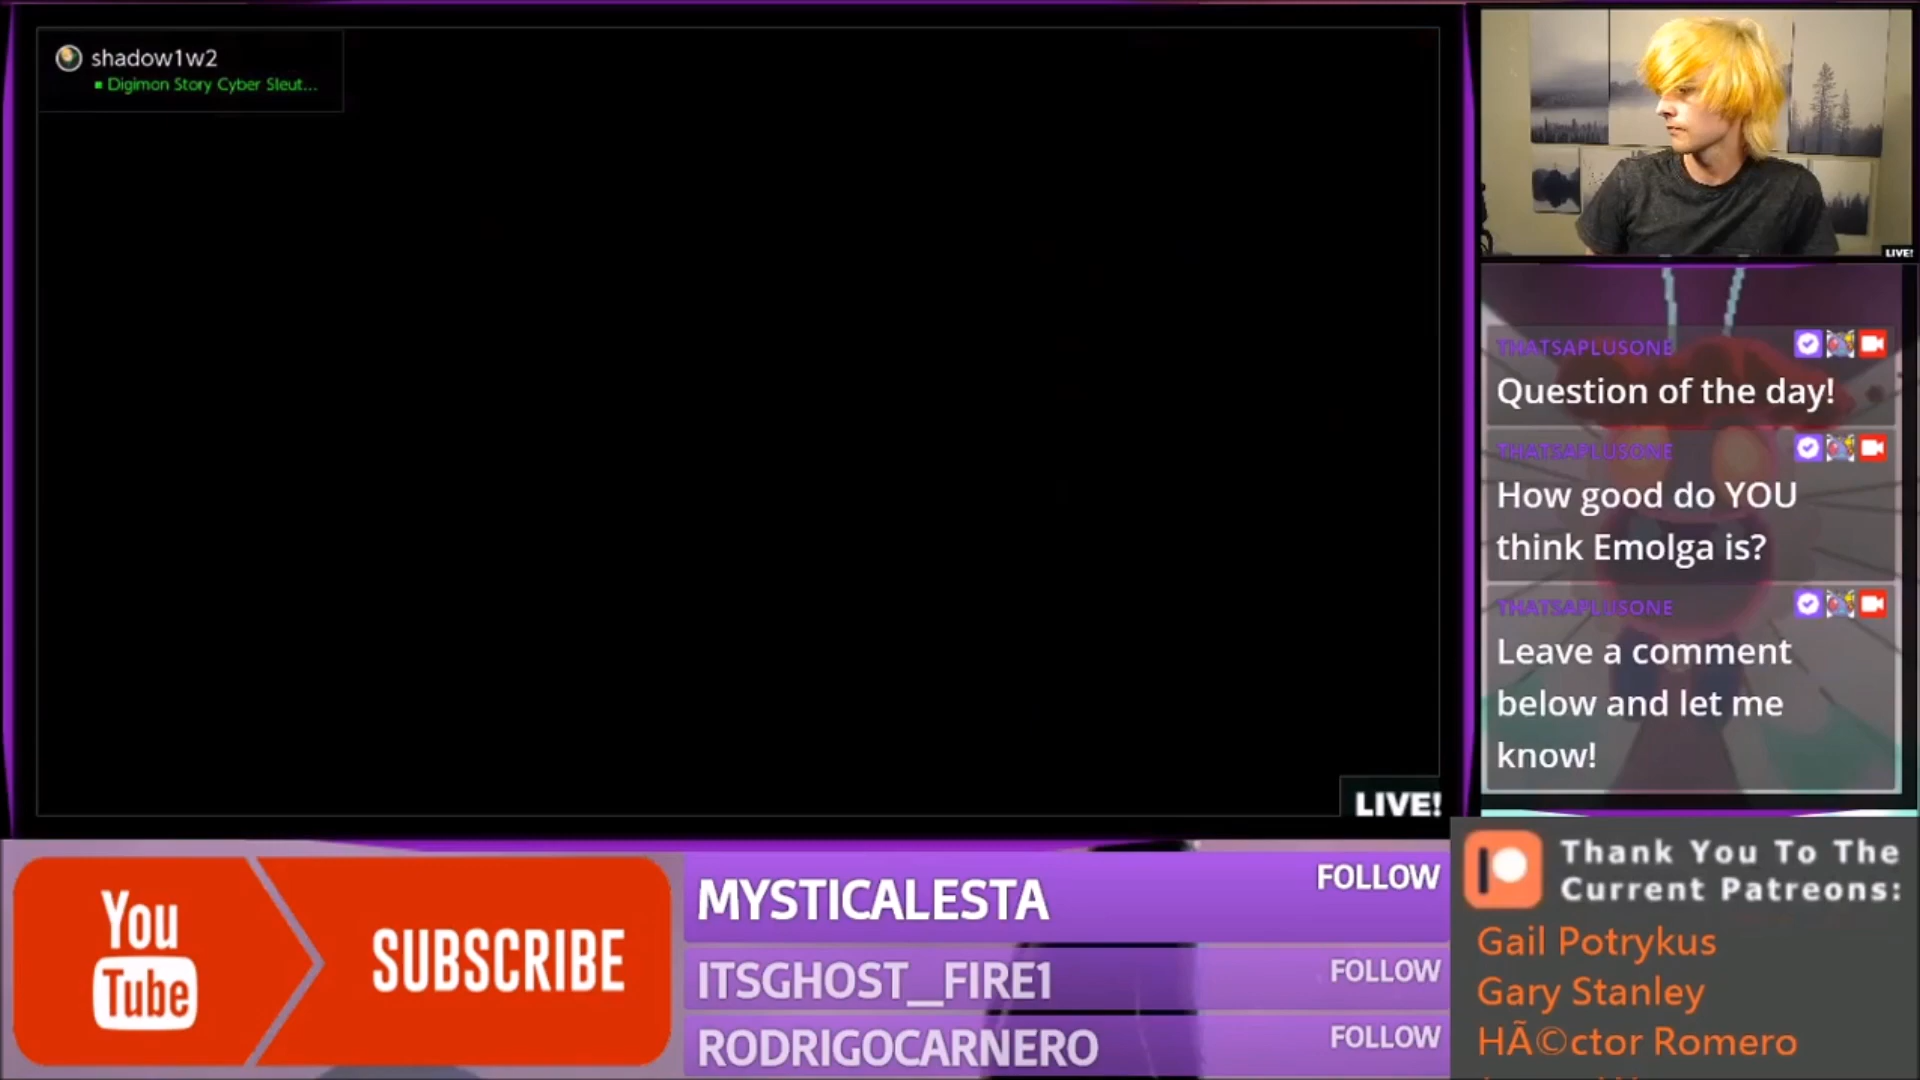 shadow1w2
Digimon Story Cyber Sleut...
LIVE!
LIVE!
THATSAPLUSONE
Question of the day!
THATSAPLUSONE
How good do YOU
think Emolga is?
THATSAPLUSONE
Leave a comment
below and let me
know!
You
Tube
SUBSCRIBE
MYSTICALESTA FOLLOW
ITSGHOST__FIRE1 FOLLOW
RODRIGOCARNERO FOLLOW
Thank You To The
Current Patreons:
Gail Potrykus
Gary Stanley
HÃ©ctor Romero